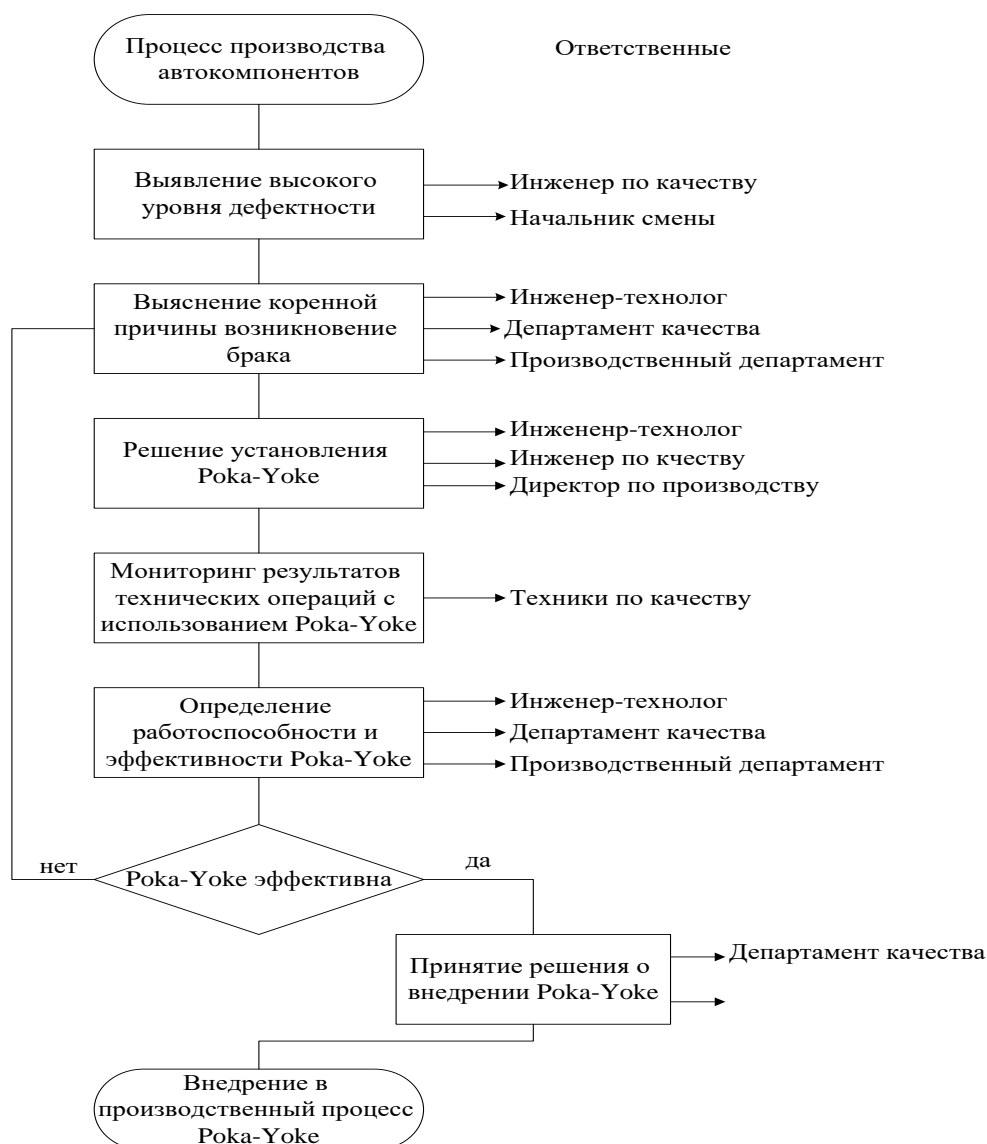 Процесс производства
автокомпонентов
Ответственные
Выявление высокого
уровня дефектности
Инженер по качеству
Начальник смены
Выяснение коренной
причины возникновение
брака
Инженер-технолог
Департамент качества
Производственный департамент
Решение установления
Poka-Yoke
Инжененр-технолог
Инженер по кчеству
Директор по производству
Мониторинг результатов
технических операций с
использованием Poka-Yoke
Техники по качеству
Определение
работоспособности и
эффективности Poka-Yoke
Инженер-технолог
Департамент качества
Производственный департамент
нет
Poka-Yoke эффективна
да
Принятие решения о
внедрении Poka-Yoke
Департамент качества
Внедрение в
производственный процесс
Poka-Yoke